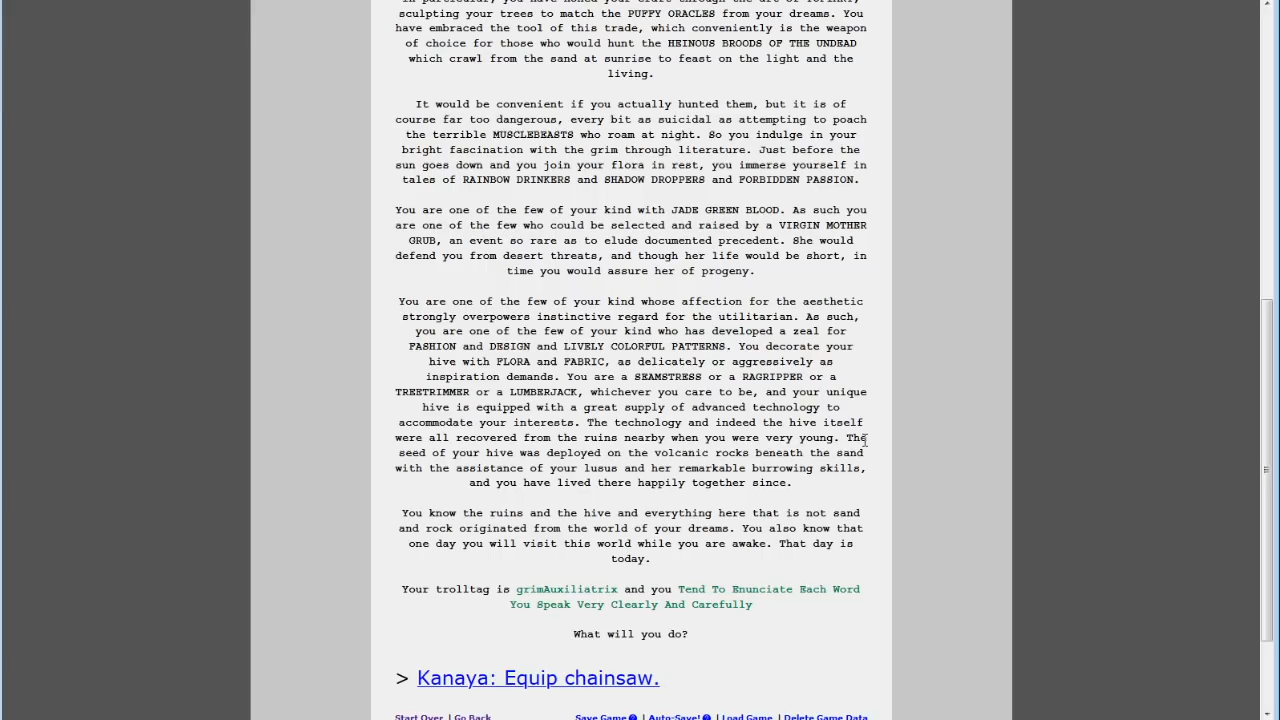 In particular, you have honed your craft through the art of
sculpting your trees to match the PUFFY ORACLES from your dreams. You
have embraced the tool of this trade, which conveniently is the weapon
of choice for those who would hunt the HEINOUS BROODS OF THE UNDEAD
which crawl from the sand at sunrise to feast on the light and the
living.
It would be convenient if you actually hunted them, but it is of
course far too dangerous, every bit as suicidal as attempting to poach
the terrible MUSCLEBEASTS who roam at night. So you indulge in your
bright fascination with the grim through literature. Just before the
sun goes down and you join your flora in rest, you immerse yourself in
tales of RAINBOW DRINKERS and SHADOW DROPPERS and FORBIDDEN PASSION.
You are one of the few of your kind with JADE GREEN BLOOD. As such you
are one of the few who could be selected and raised by a VIRGIN MOTHER
GRUB, an event so rare as to elude documented precedent. She would
defend you from desert threats, and though her life would be short, in
time you would assure her of progeny.
You are one of the few of your kind whose affection for the aesthetic
strongly overpowers instinctive regard for the utilitarian. As such,
you are one of the few of your kind who has developed a zeal for
FASHION and DESIGN and LIVELY COLORFUL PATTERNS. You decorate your
hive with FLORA and FABRIC, as delicately or aggressively as
inspiration demands. You are a SEAMSTRESS or a RAGRIPPER or a
TREETRIMMER or a LUMBERJACK, whichever you care to be, and your unique
hive is equipped with a great supply of advanced technology to
accommodate your interests. The technology and indeed the hive itself
were all recovered from the ruins nearby when you were very young. The
seed of your hive was deployed on the volcanic rocks beneath the sand
with the assistance of your lusus and her remarkable burrowing skills,
and you have lived there happily together since.
You know the ruins and the hive and everything here that is not sand
and rock originated from the world of your dreams. You also know that
one day you will visit this world while you are awake. That day is
today.
Your trolltag is grimAuxiliatrix and you Tend To Enunciate Each Word
You Speak Very Clearly And Carefully
What will you do?
> Kanaya: Equip chainsaw.
Start Over | Go Back Save Game ? | Auto-Save! ? | Load Game | Delete Game Data